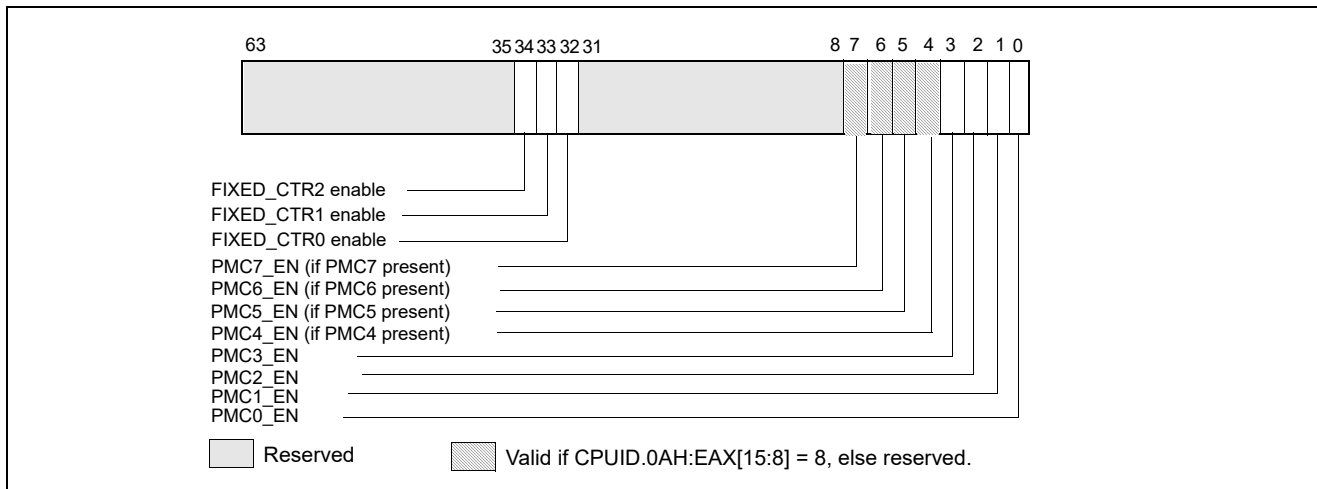 63 35 34 33 32 31 8 7 6 5 4 3 2 1 0
FIXED_CTR2 enable
FIXED_CTR1 enable
FIXED_CTR0 enable
PMC7_EN (if PMC7 present)
PMC6_EN (if PMC6 present)
PMC5_EN (if PMC5 present)
PMC4_EN (if PMC4 present)
PMC3_EN
PMC2_EN
PMC1_EN
PMC0_EN
Reserved Valid if CPUID.0AH:EAX[15:8] = 8, else reserved.